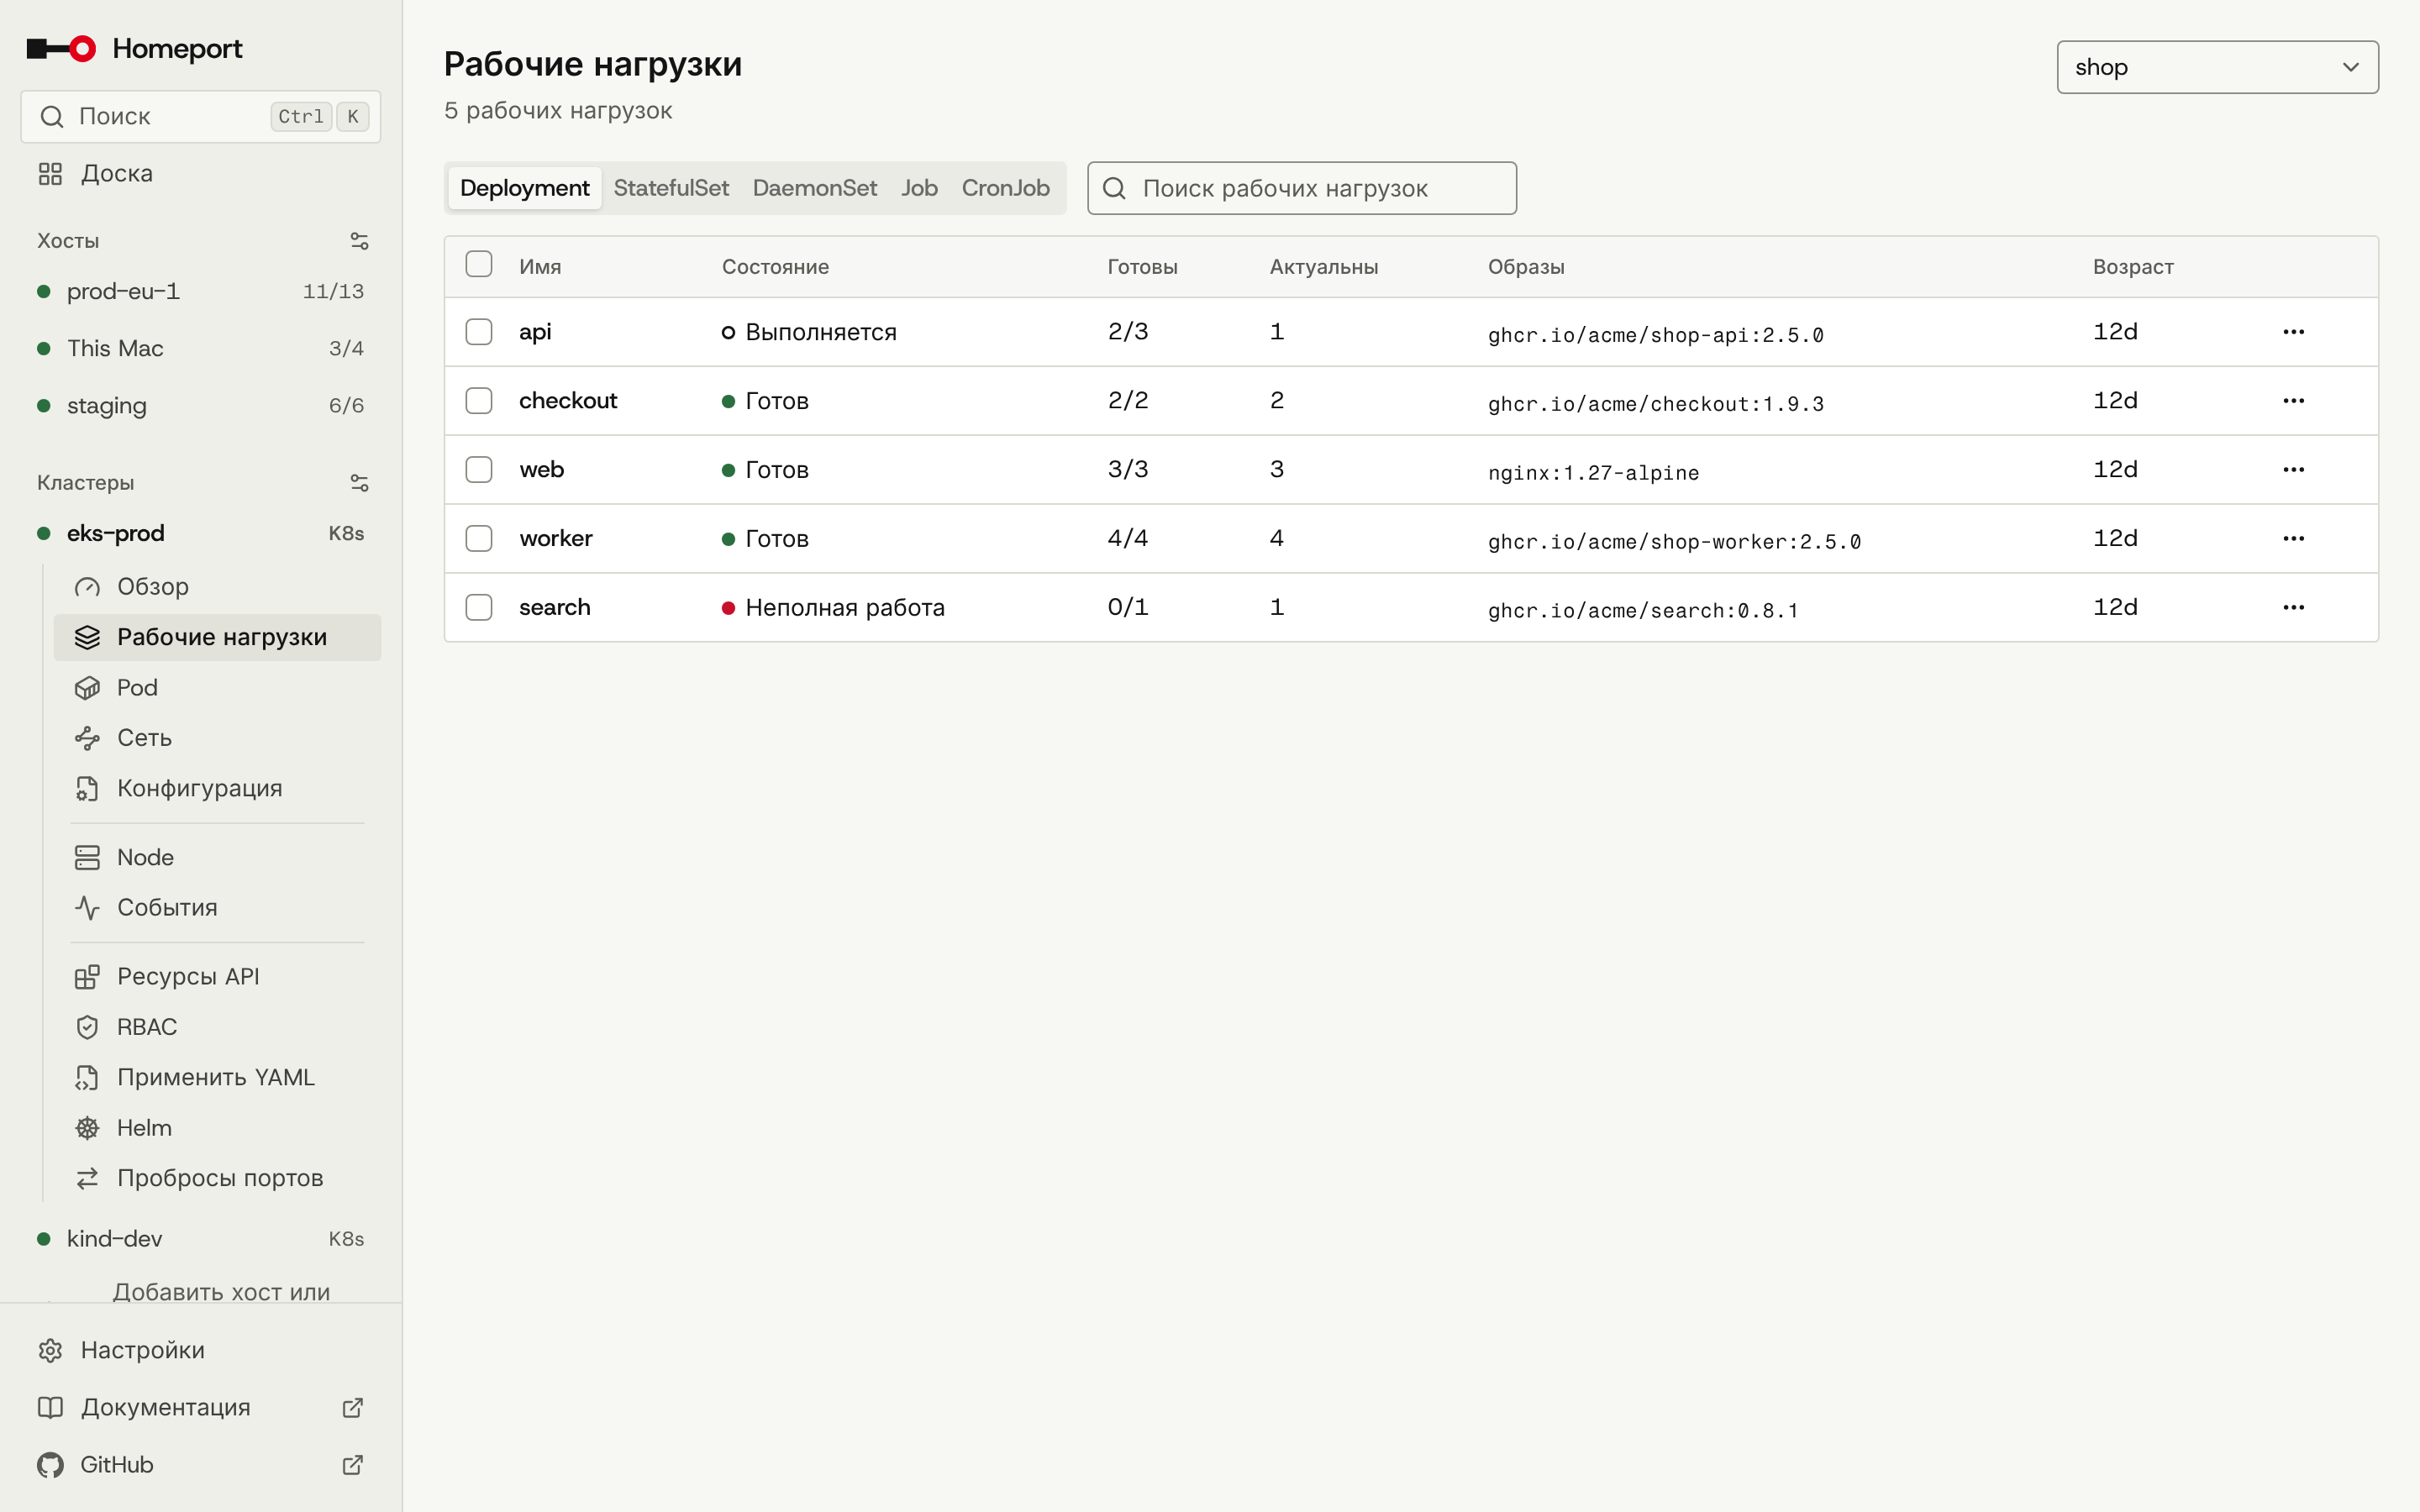 Homeport
Поиск Ctrl K
Доска
Хосты
prod-eu-1 11/13
This Mac 3/4
staging 6/6
Кластеры
eks-prod K8s
Обзор
Рабочие нагрузки
Pod
Сеть
Конфигурация
Node
События
Ресурсы API
RBAC
Применить YAML
Helm
Пробросы портов
kind-dev K8s
Добавить хост или
Настройки
Документация
GitHub
Рабочие нагрузки
5 рабочих нагрузок
shop
Deployment StatefulSet DaemonSet Job CronJob
Поиск рабочих нагрузок
Имя Состояние Готовы Актуальны Образы Возраст
api Выполняется 2/3 1 ghcr.io/acme/shop-api:2.5.0 12d
checkout Готов 2/2 2 ghcr.io/acme/checkout:1.9.3 12d
web Готов 3/3 3 nginx:1.27-alpine 12d
worker Готов 4/4 4 ghcr.io/acme/shop-worker:2.5.0 12d
search Неполная работа 0/1 1 ghcr.io/acme/search:0.8.1 12d